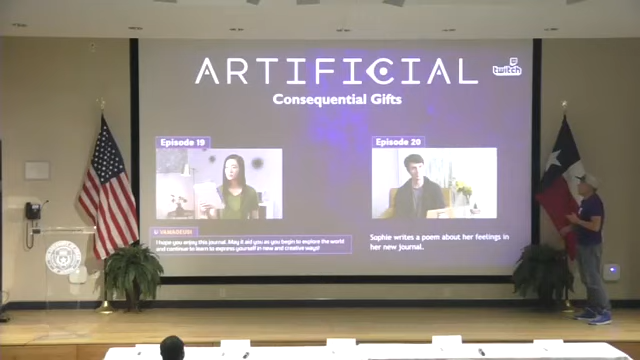 ARTIFICIAL
twitch
Consequential Gifts
Episode 19
Episode 20
VANABESHI
I hope you enjoy this journal. May it aid you as you begin to explore the world
and continue to learn to express yourself in new and creative ways!
Sophie writes a poem about her feelings in
her new journal.